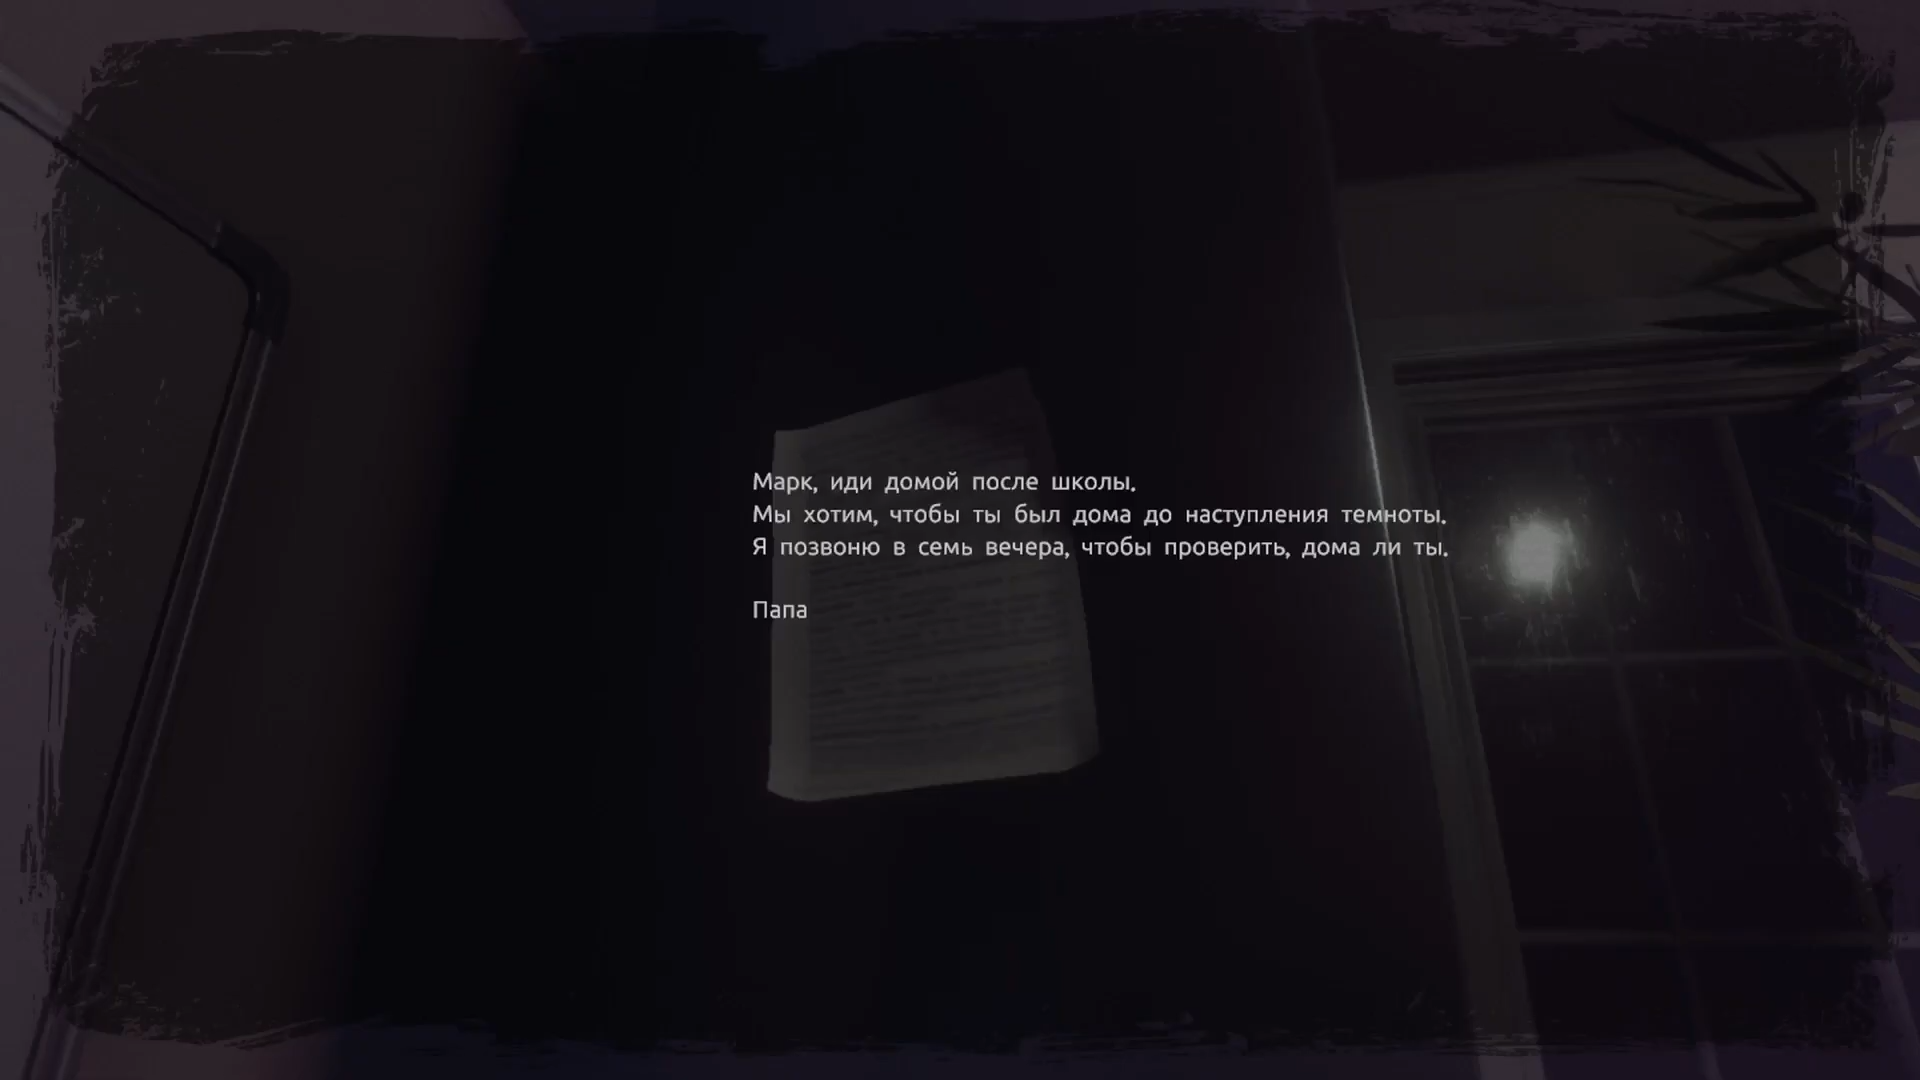 Марк, иди домой после школы.
Мы хотим, чтобы ты был дома до наступления темноты.
Я позвоню в семь вечера, чтобы проверить, дома ли ты.
Папа